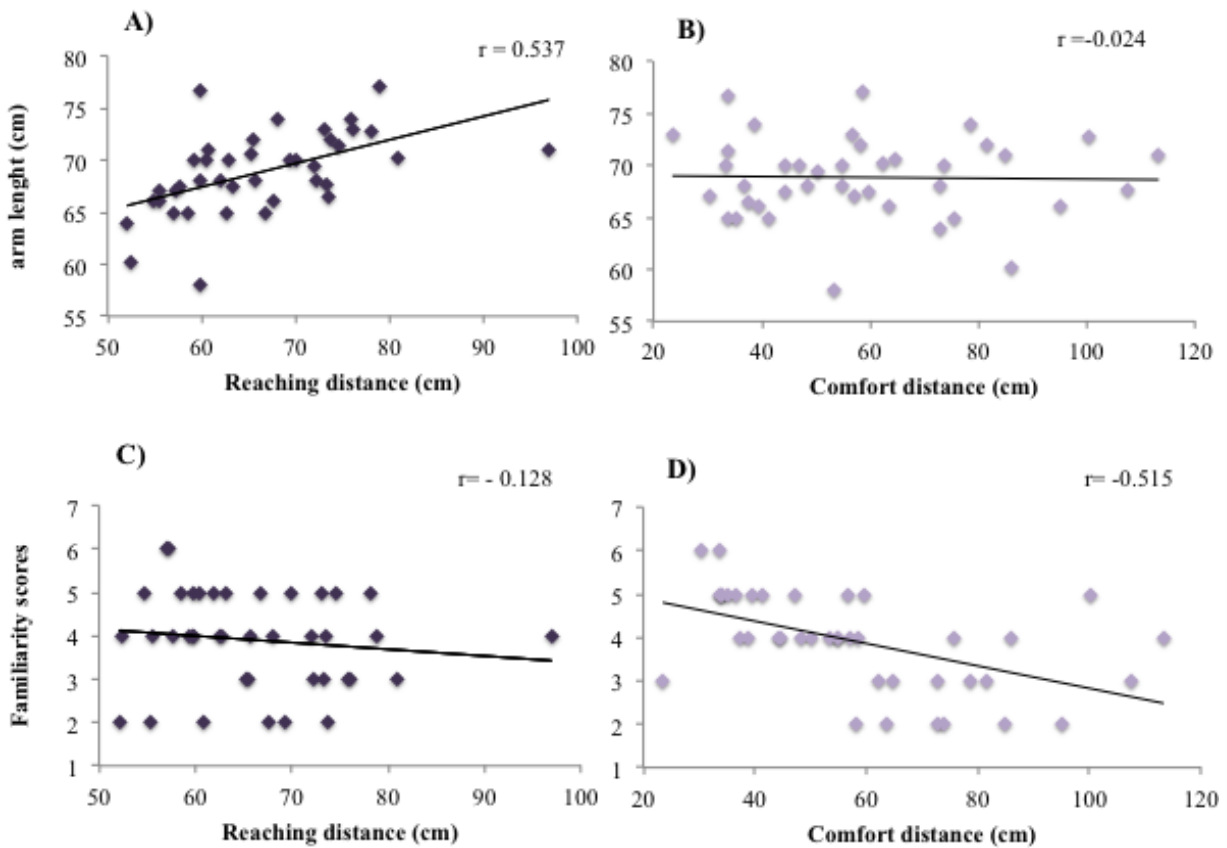 A)
r = 0.537
80
75
70
65
60
55
arm lenght (cm)
50 60 70 80 90 100
Reaching distance (cm)
B)
r =-0.024
80
75
70
65
60
55
20 40 60 80 100 120
Comfort distance (cm)
C)
r= - 0.128
7
6
5
4
3
2
1
Familiarity scores
50 60 70 80 90 100
Reaching distance (cm)
D)
r= -0.515
7
6
5
4
3
2
1
20 40 60 80 100 120
Comfort distance (cm)